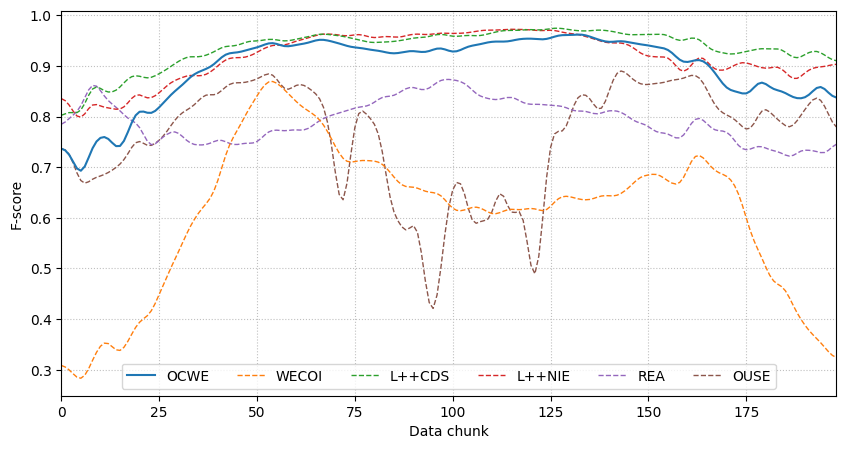 1.0
0.9
0.8
0.7
0.6
0.5
0.4
0.3
F-score
OCWE WECOI L++CDS L++NIE REA OUSE
0 25 50 75 100 125 150 175
Data chunk